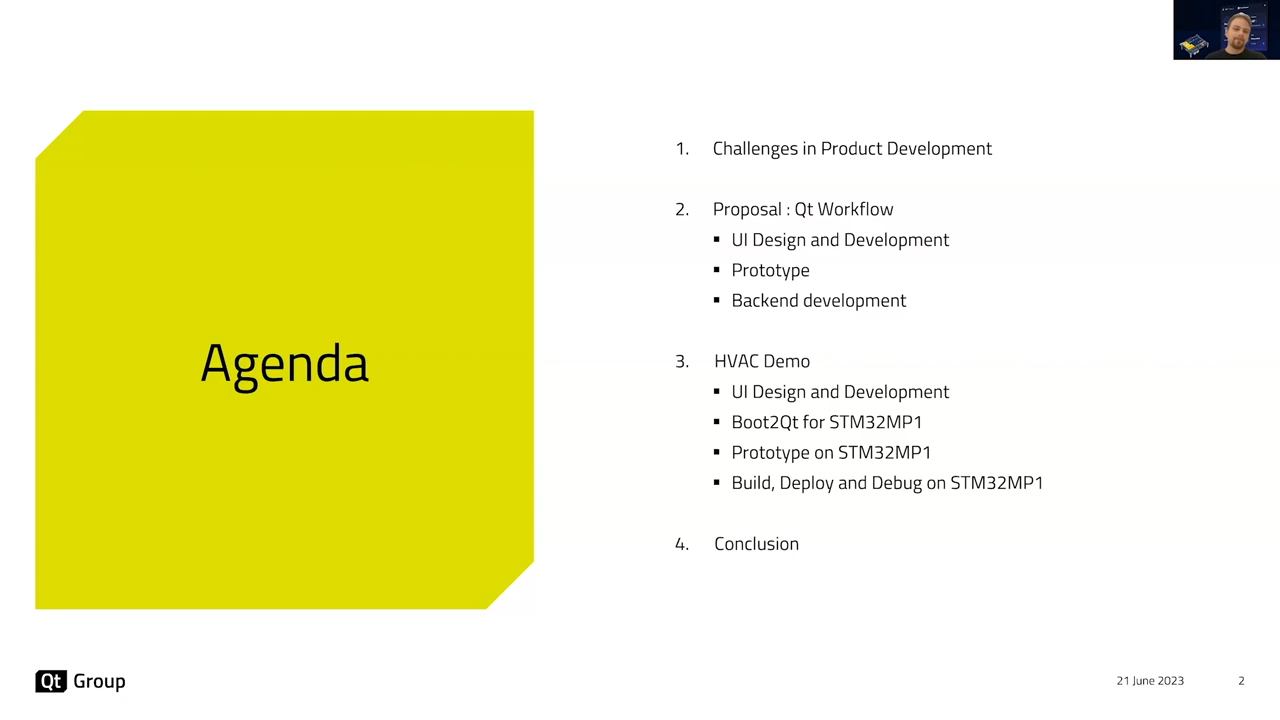 Agenda
1. Challenges in Product Development
2. Proposal : Qt Workflow
▪ UI Design and Development
▪ Prototype
▪ Backend development
3. HVAC Demo
▪ UI Design and Development
▪ Boot2Qt for STM32MP1
▪ Prototype on STM32MP1
▪ Build, Deploy and Debug on STM32MP1
4. Conclusion
Qt Group
21 June 2023
2